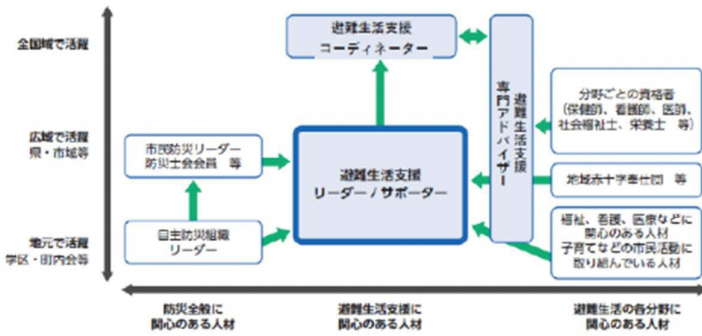 全国域で活躍
広域で活躍
県・市域等
地元で活躍
学区・町内会等
避難生活支援
コーディネーター
避難生活支援
専門アドバイザー
分野ごとの資格者
(保健師、看護師、医師、
社会福祉士、栄養士 等)
市民防災リーダー
防災士会会員 等
避難生活支援
リーダー/サポーター
地域赤十字奉仕団 等
自主防災組織
リーダー
福祉、看護、医療などに
関心のある人材
子育てなどの市民活動に
取り組んでいる人材
防災全般に
関心のある人材
避難生活支援に
関心のある人材
避難生活の各分野に
関心のある人材